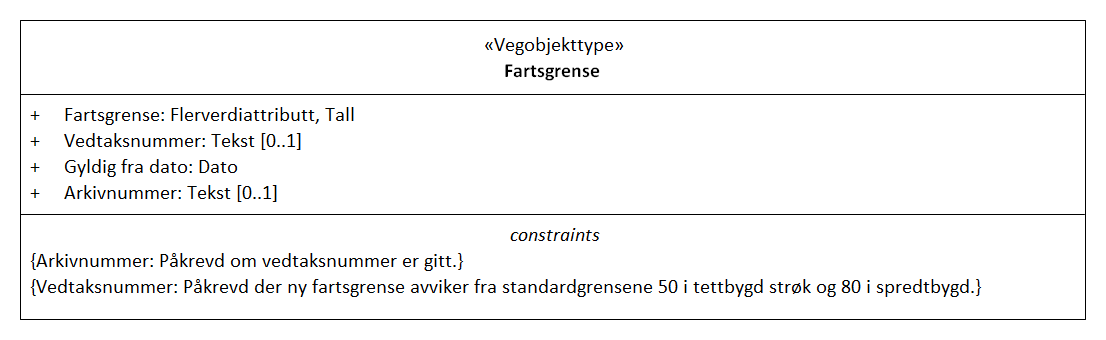 «Vegobjekttype»
Fartsgrense
+ Fartsgrense: Flerverdiattributt, Tall
+ Vedtaksnummer: Tekst [0..1]
+ Gyldig fra dato: Dato
+ Arkivnummer: Tekst [0..1]
constraints
{Arkivnummer: Påkrevd om vedtaksnummer er gitt.}
{Vedtaksnummer: Påkrevd der ny fartsgrense avviker fra standardgrensene 50 i tettbygd strøk og 80 i spredtbygd.}